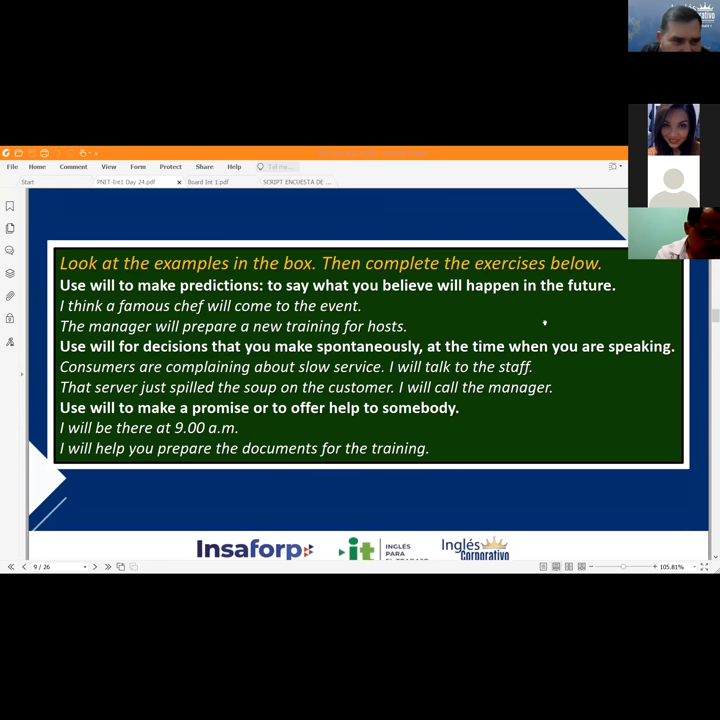 Inglés
File Home Comment View Form Protect Share Help Tell me...
Start PNIT-Int1 Day 24.pdf Board Int 1.pdf SCRIPT ENCUESTA DE ...
Look at the examples in the box. Then complete the exercises below.
Use will to make predictions: to say what you believe will happen in the future.
I think a famous chef will come to the event.
The manager will prepare a new training for hosts.
Use will for decisions that you make spontaneously, at the time when you are speaking.
Consumers are complaining about slow service. I will talk to the staff.
That server just spilled the soup on the customer. I will call the manager.
Use will to make a promise or to offer help to somebody.
I will be there at 9.00 a.m.
I will help you prepare the documents for the training.
Insaforp it INGLÉS PARA Inglés Corporativo
9 / 26 105.81%